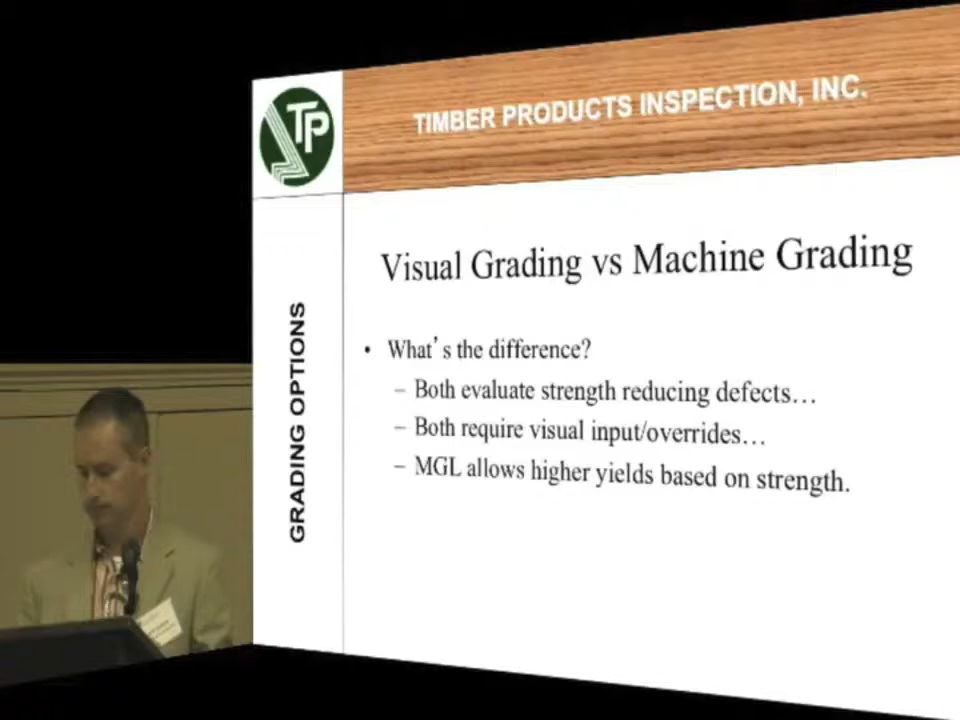 TP
TIMBER PRODUCTS INSPECTION, INC.
GRADING OPTIONS
Visual Grading vs Machine Grading
• What's the difference?
– Both evaluate strength reducing defects…
– Both require visual input/overrides…
– MGL allows higher yields based on strength.